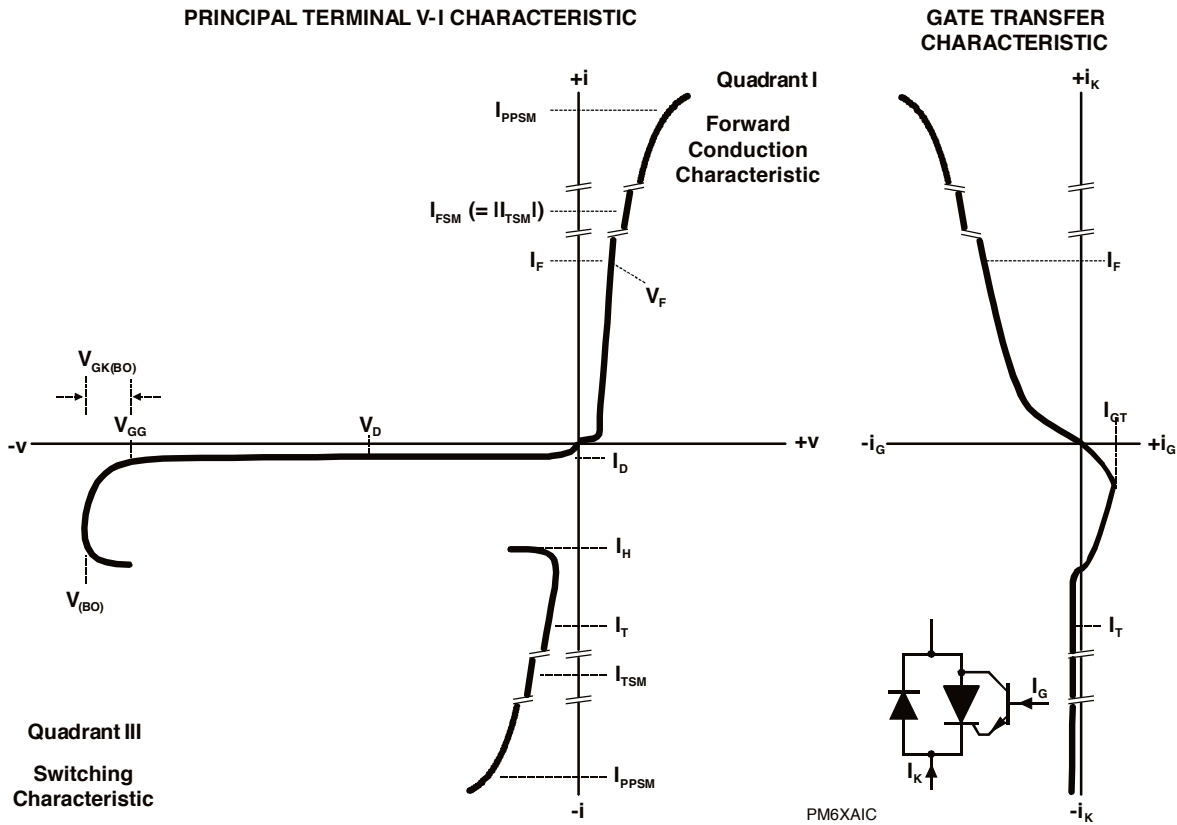 PRINCIPAL TERMINAL V-I CHARACTERISTIC
+i
Quadrant I
IPPSM
Forward
Conduction
Characteristic
IFSM (= |ITSM|)
IF
VF
VGK(BO)
VGG
VD
-v
+v
ID
IH
V(BO)
IT
ITSM
Quadrant III
Switching
Characteristic
IPPSM
-i
GATE TRANSFER
CHARACTERISTIC
+iK
IF
IGT
-iG
+iG
IT
IG
IK
PM6XAIC
-iK